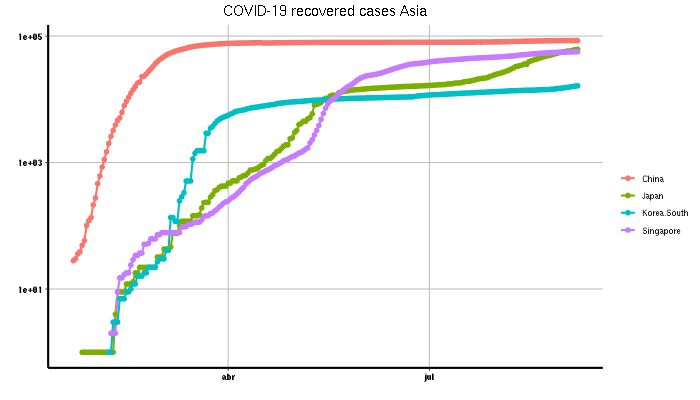 COVID-19 recovered cases Asia
1e+05
1e+03
1e+01
abr
jul
China
Japan
Korea.South
Singapore